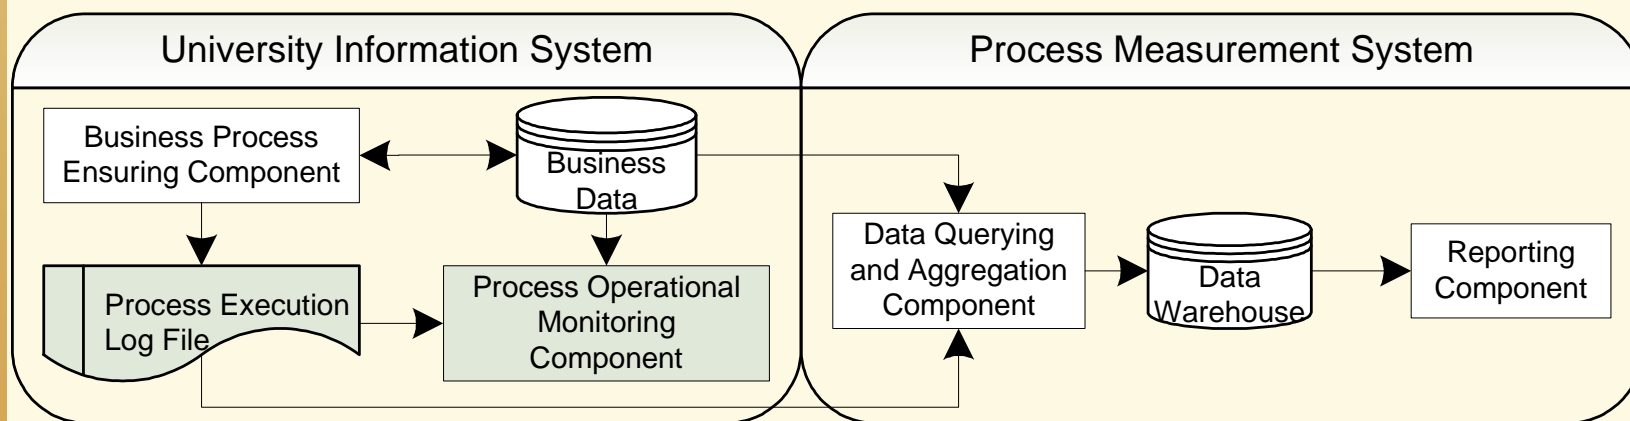 University Information System
Process Measurement System
Business Process
Ensuring Component
Business
Data
Process Execution
Log File
Process Operational
Monitoring
Component
Data Querying
and Aggregation
Component
Data
Warehouse
Reporting
Component